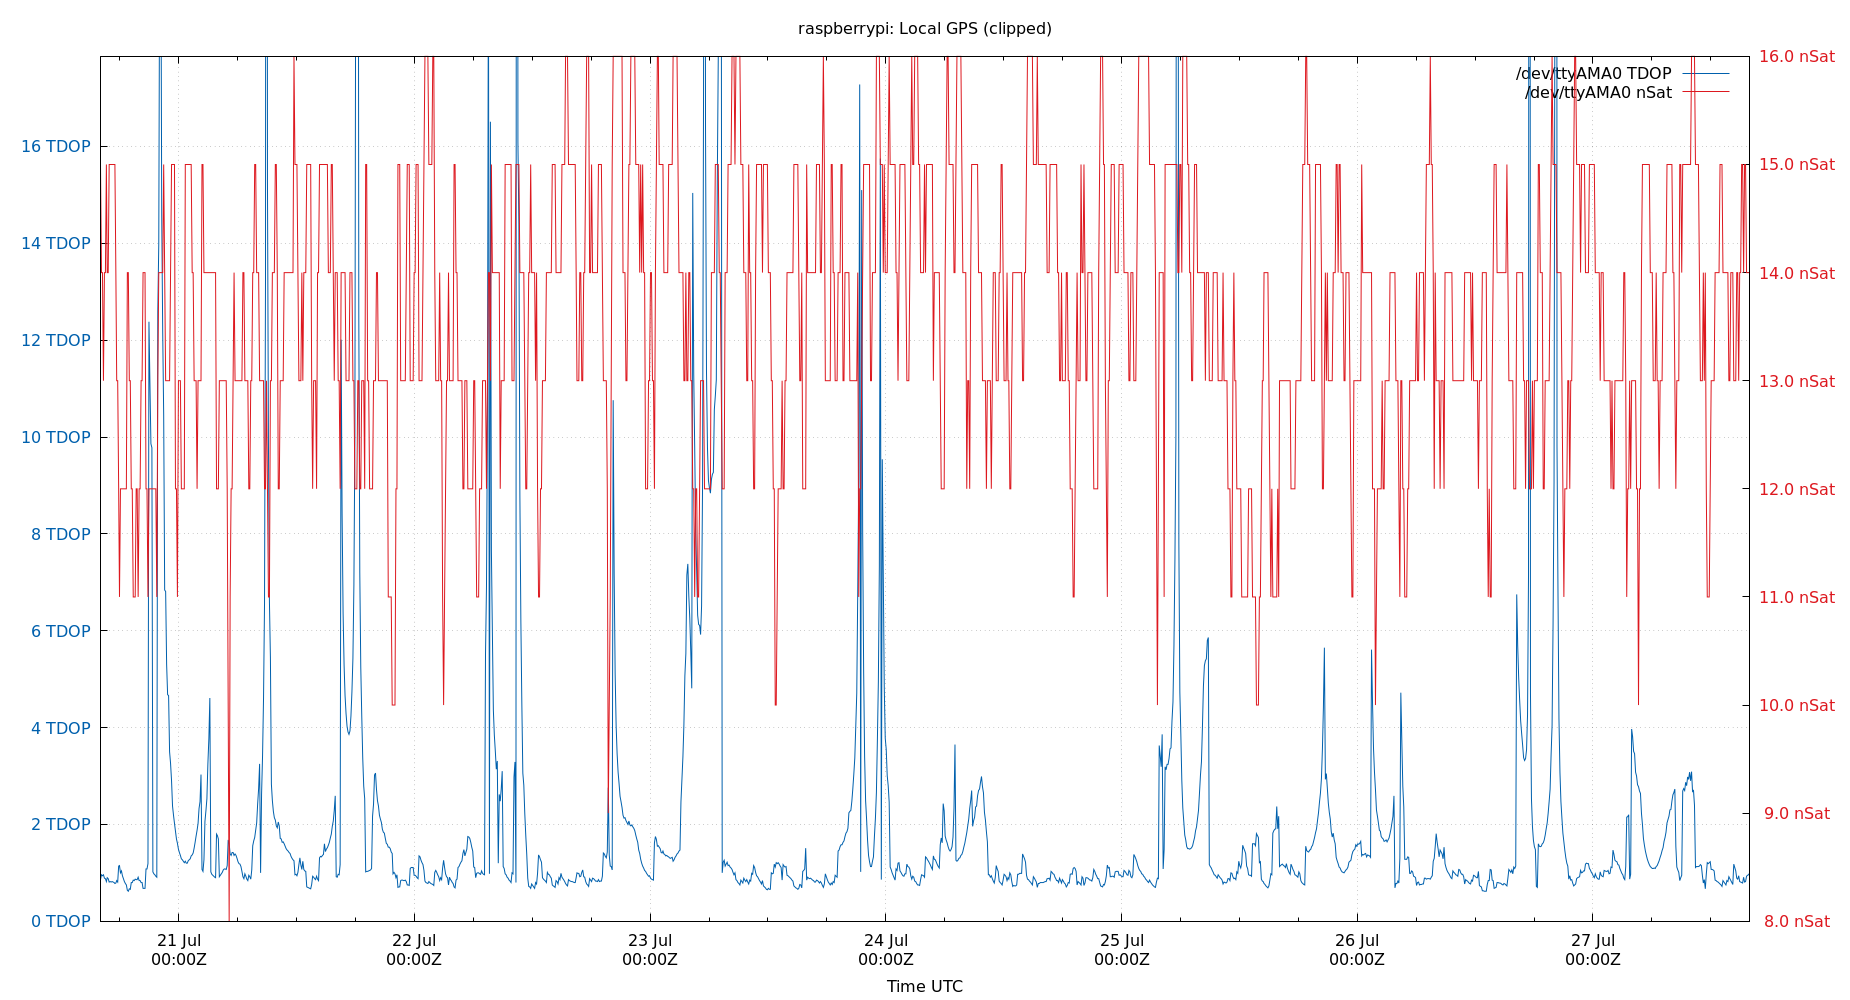 raspberrypi: Local GPS (clipped)
16.0 nSat
/dev/ttyAMA0 TDOP
/dev/ttyAMA0 nSat
16 TDOP
15.0 nSat
14 TDOP
14.0 nSat
12 TDOP
13.0 nSat
10 TDOP
12.0 nSat
8 TDOP
11.0 nSat
6 TDOP
10.0 nSat
4 TDOP
9.0 nSat
2 TDOP
0 TDOP
8.0 nSat
21 Jul 22 Jul 23 Jul 24 Jul 25 Jul 26 Jul 27 Jul
00:00Z 00:00Z 00:00Z 00:00Z 00:00Z 00:00Z 00:00Z
Time UTC